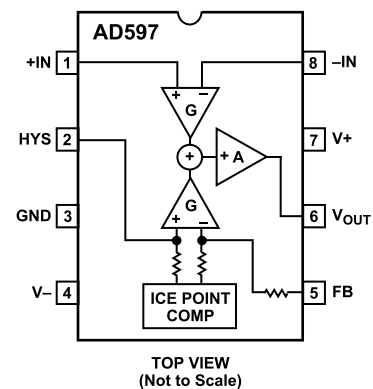 AD597
+IN 1
8 –IN
+ –
G
HYS 2
7 V+
+
+ A
G
GND 3
6 VOUT
+ –
V– 4
ICE POINT
COMP
5 FB
TOP VIEW
(Not to Scale)